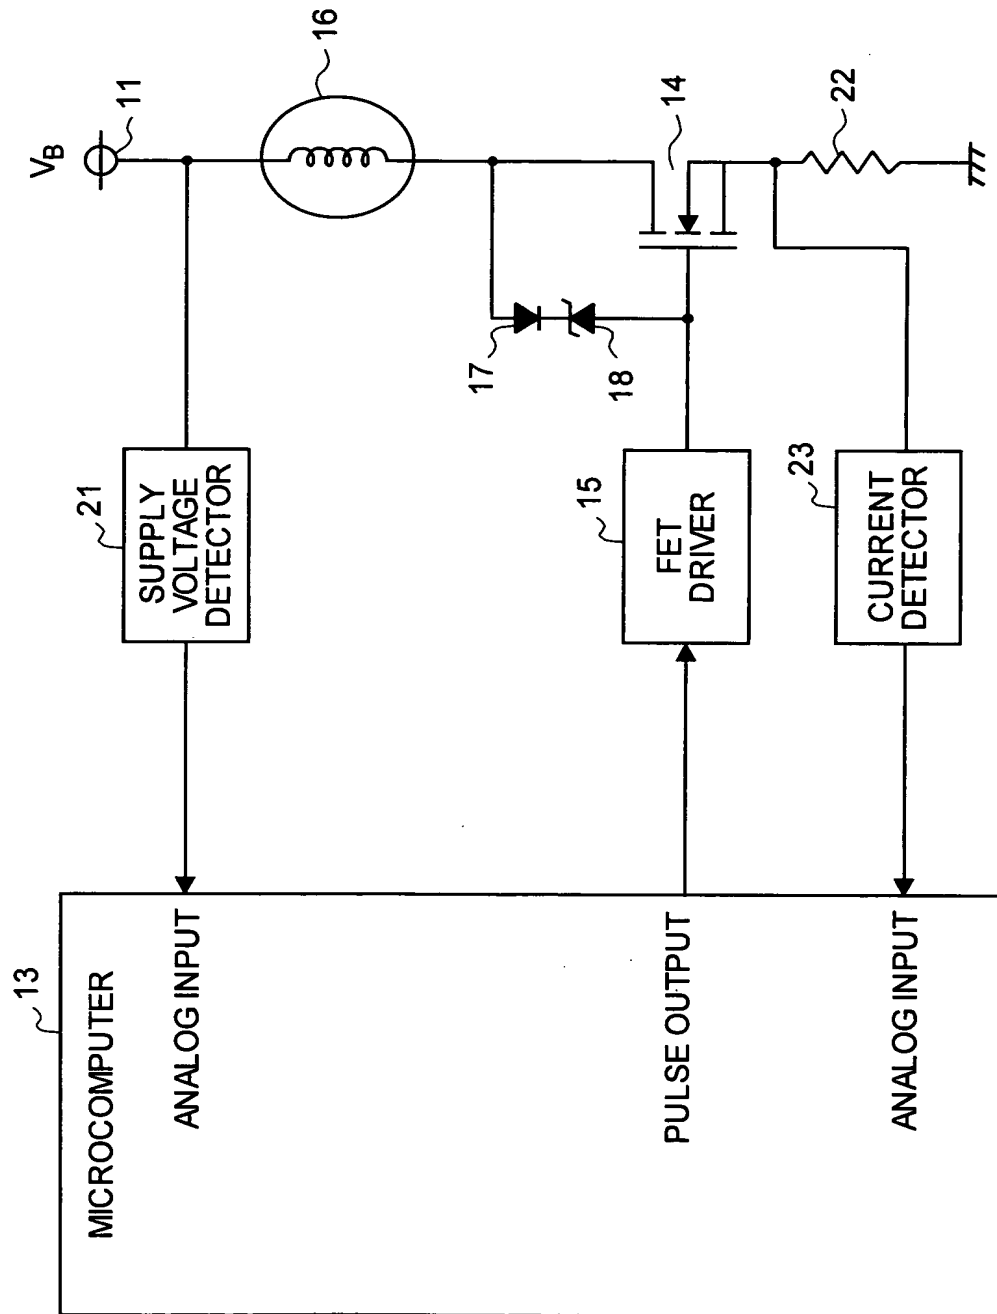 16
V_B
11
14
22
17
18
21
SUPPLY
VOLTAGE
DETECTOR
15
FET
DRIVER
23
CURRENT
DETECTOR
13
MICROCOMPUTER
ANALOG INPUT
PULSE OUTPUT
ANALOG INPUT